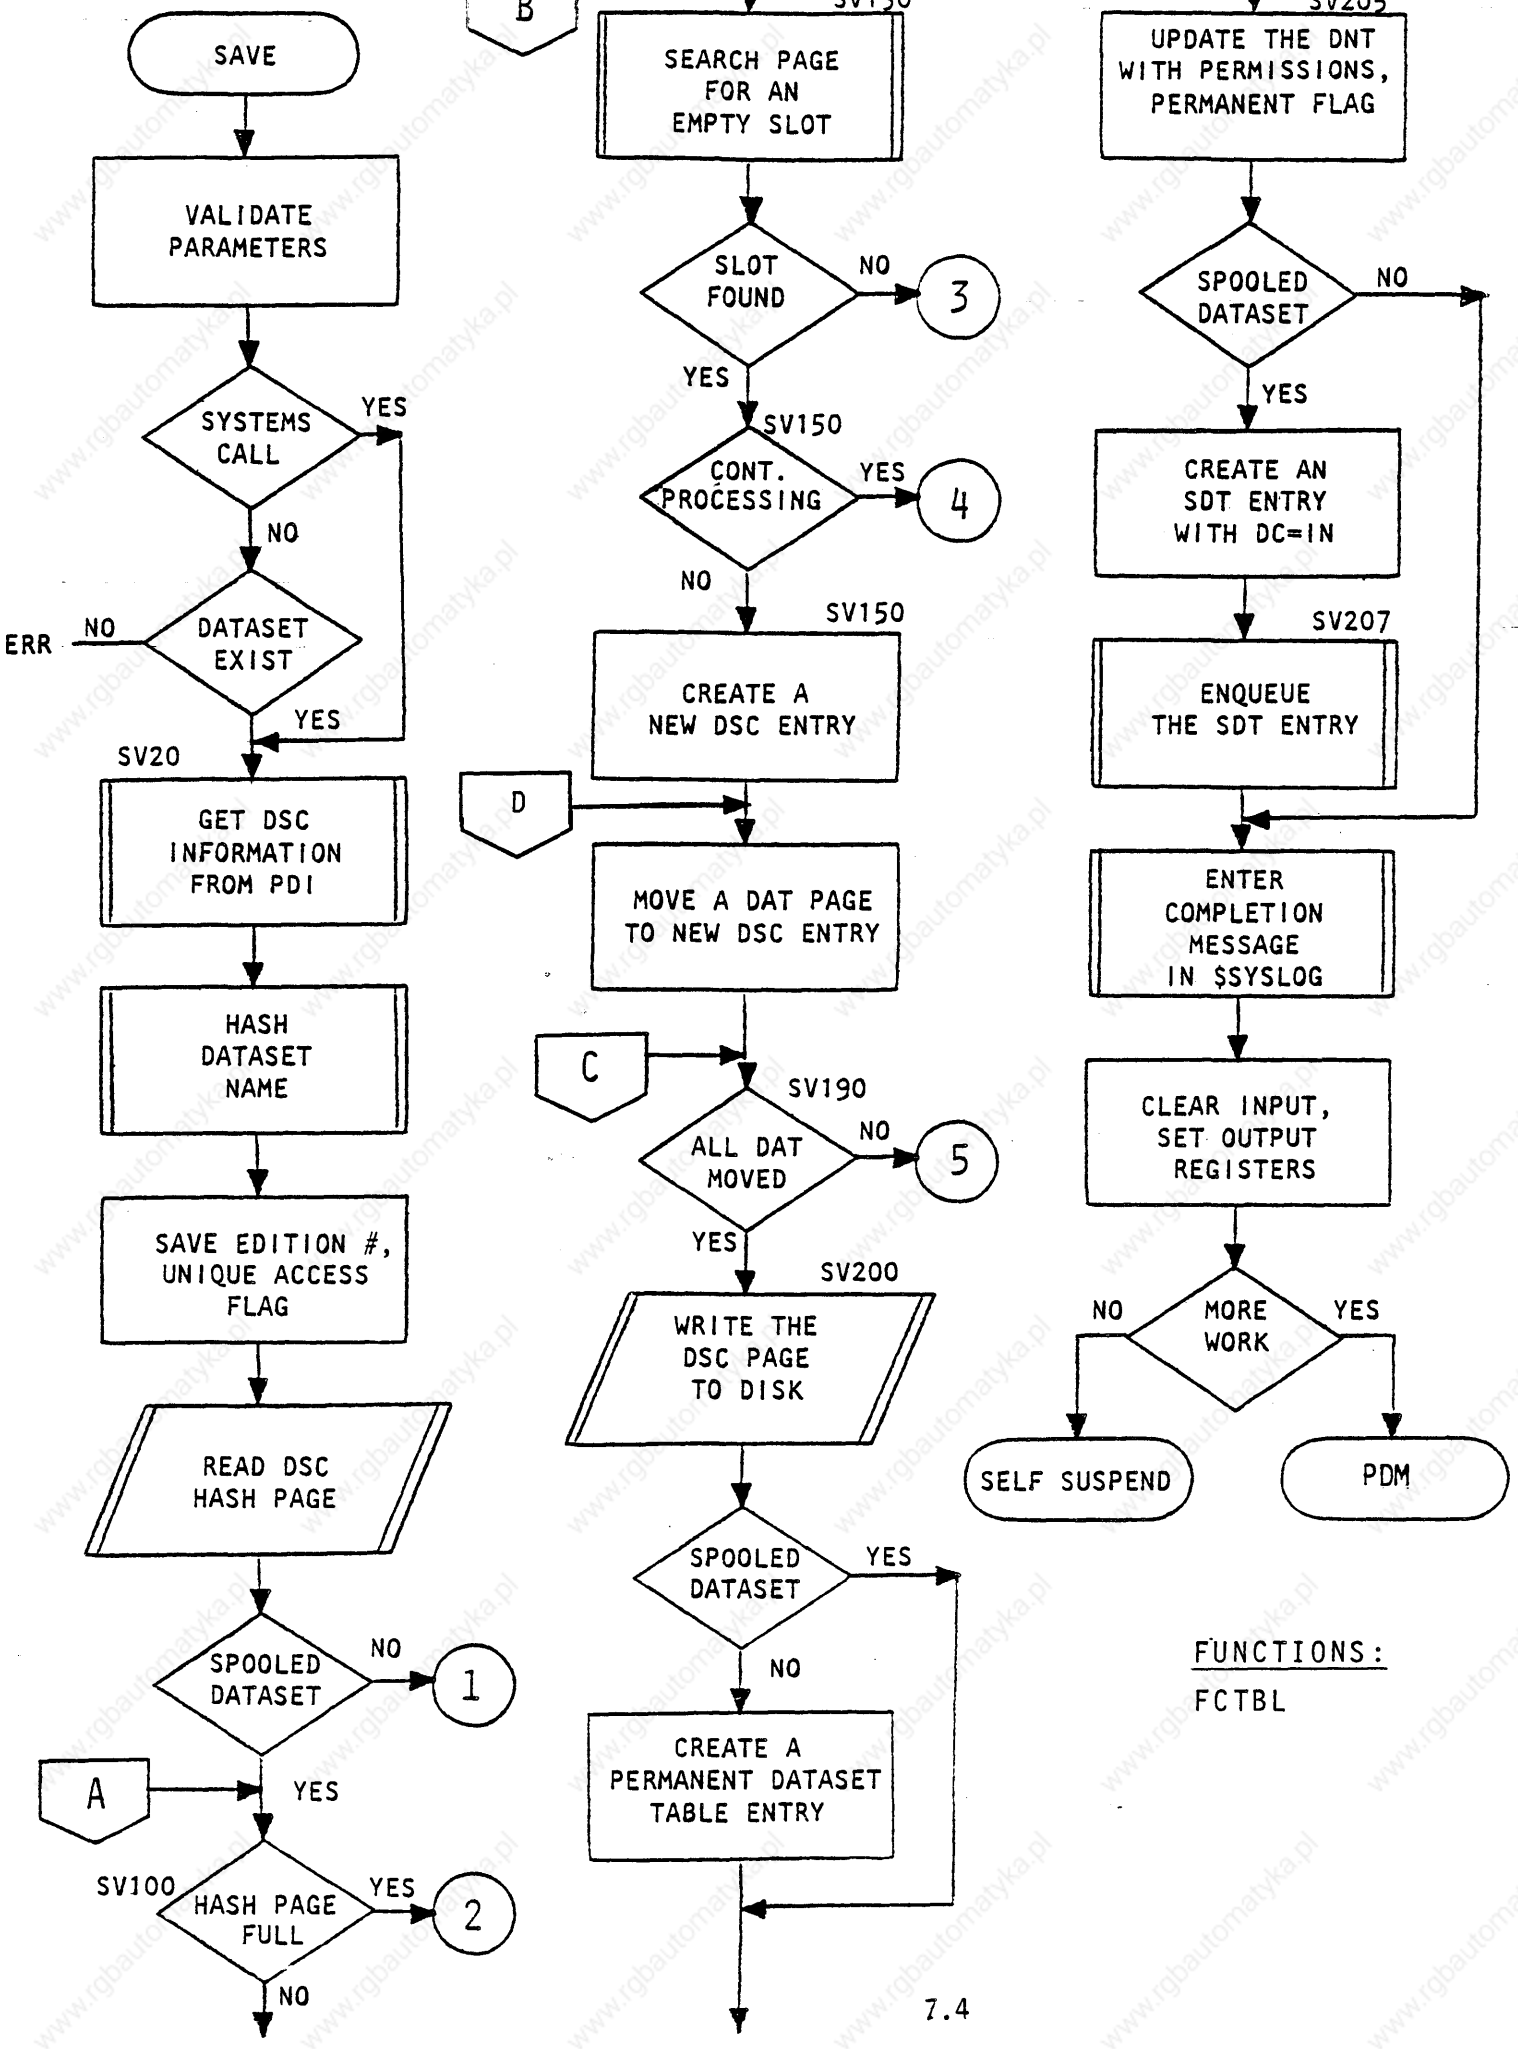 SAVE
VALIDATE
PARAMETERS
SYSTEMS
CALL
YES
NO
DATASET
EXIST
NO
ERR
YES
SV20
GET DSC
INFORMATION
FROM PDI
HASH
DATASET
NAME
SAVE EDITION #,
UNIQUE ACCESS
FLAG
READ DSC
HASH PAGE
SPOOLED
DATASET
NO
1
A
YES
SV100
HASH PAGE
FULL
YES
2
NO
B
SV150
SEARCH PAGE
FOR AN
EMPTY SLOT
SLOT
FOUND
NO
3
YES
SV150
CONT.
PROCESSING
YES
4
NO
SV150
CREATE A
NEW DSC ENTRY
D
MOVE A DAT PAGE
TO NEW DSC ENTRY
C
SV190
ALL DAT
MOVED
NO
5
YES
SV200
WRITE THE
DSC PAGE
TO DISK
SPOOLED
DATASET
YES
NO
CREATE A
PERMANENT DATASET
TABLE ENTRY
SV205
UPDATE THE DNT
WITH PERMISSIONS,
PERMANENT FLAG
SPOOLED
DATASET
NO
YES
CREATE AN
SDT ENTRY
WITH DC=IN
SV207
ENQUEUE
THE SDT ENTRY
ENTER
COMPLETION
MESSAGE
IN $SYSLOG
CLEAR INPUT,
SET OUTPUT
REGISTERS
MORE
WORK
NO
YES
SELF SUSPEND
PDM
FUNCTIONS:
FCTBL
7.4
www.rgbautomatyka.pl